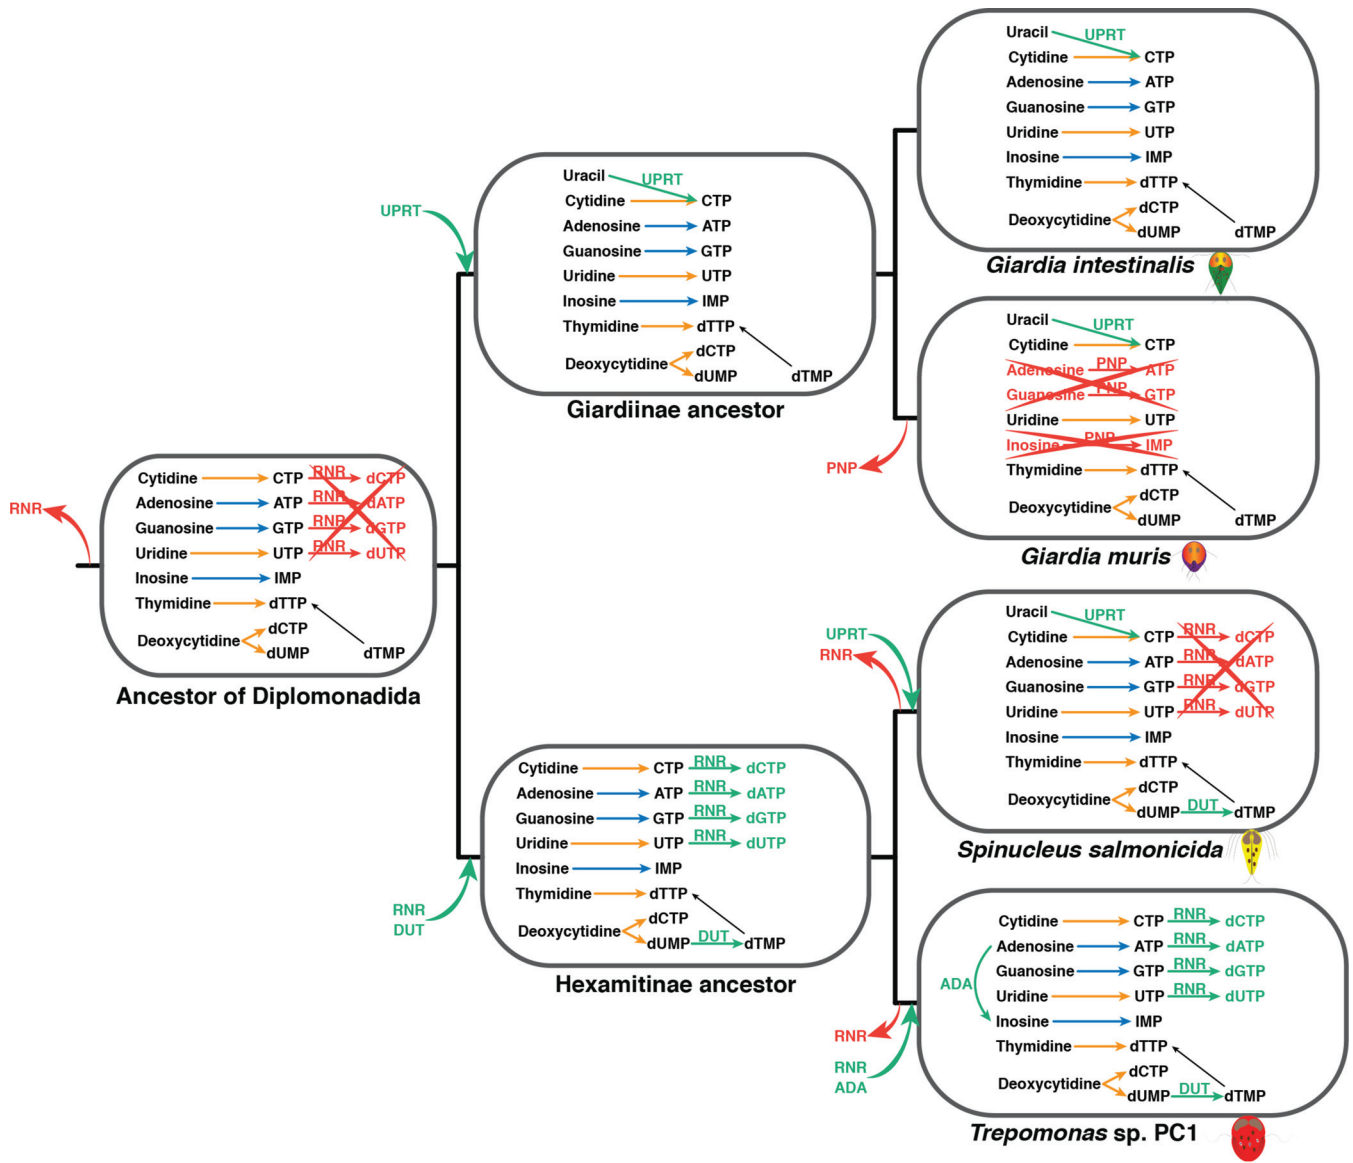 RNR
Cytidine CTP RNR dCTP
Adenosine ATP RNR dATP
Guanosine GTP RNR dGTP
Uridine UTP RNR dUTP
Inosine IMP
Thymidine dTTP
dCTP
Deoxycytidine
dUMP dTMP
Ancestor of Diplomonadida
UPRT
Uracil UPRT
Cytidine CTP
Adenosine ATP
Guanosine GTP
Uridine UTP
Inosine IMP
Thymidine dTTP
dCTP
Deoxycytidine
dUMP dTMP
Giardiinae ancestor
RNR
DUT
Cytidine CTP RNR dCTP
Adenosine ATP RNR dATP
Guanosine GTP RNR dGTP
Uridine UTP RNR dUTP
Inosine IMP
Thymidine dTTP
dCTP
Deoxycytidine
dUMP DUT dTMP
Hexamitinae ancestor
Uracil UPRT
Cytidine CTP
Adenosine ATP
Guanosine GTP
Uridine UTP
Inosine IMP
Thymidine dTTP
dCTP
Deoxycytidine
dUMP dTMP
Giardia intestinalis
PNP
Uracil UPRT
Cytidine CTP
Adenosine PNP ATP
Guanosine PNP GTP
Uridine UTP
Inosine PNP IMP
Thymidine dTTP
dCTP
Deoxycytidine
dUMP dTMP
Giardia muris
UPRT
RNR
Uracil UPRT
Cytidine CTP RNR dCTP
Adenosine ATP RNR dATP
Guanosine GTP RNR dGTP
Uridine UTP RNR dUTP
Inosine IMP
Thymidine dTTP
dCTP
Deoxycytidine
dUMP DUT dTMP
Spinucleus salmonicida
RNR
RNR
ADA
Cytidine CTP RNR dCTP
Adenosine ATP RNR dATP
Guanosine GTP RNR dGTP
ADA
Uridine UTP RNR dUTP
Inosine IMP
Thymidine dTTP
dCTP
Deoxycytidine
dUMP DUT dTMP
Trepomonas sp. PC1